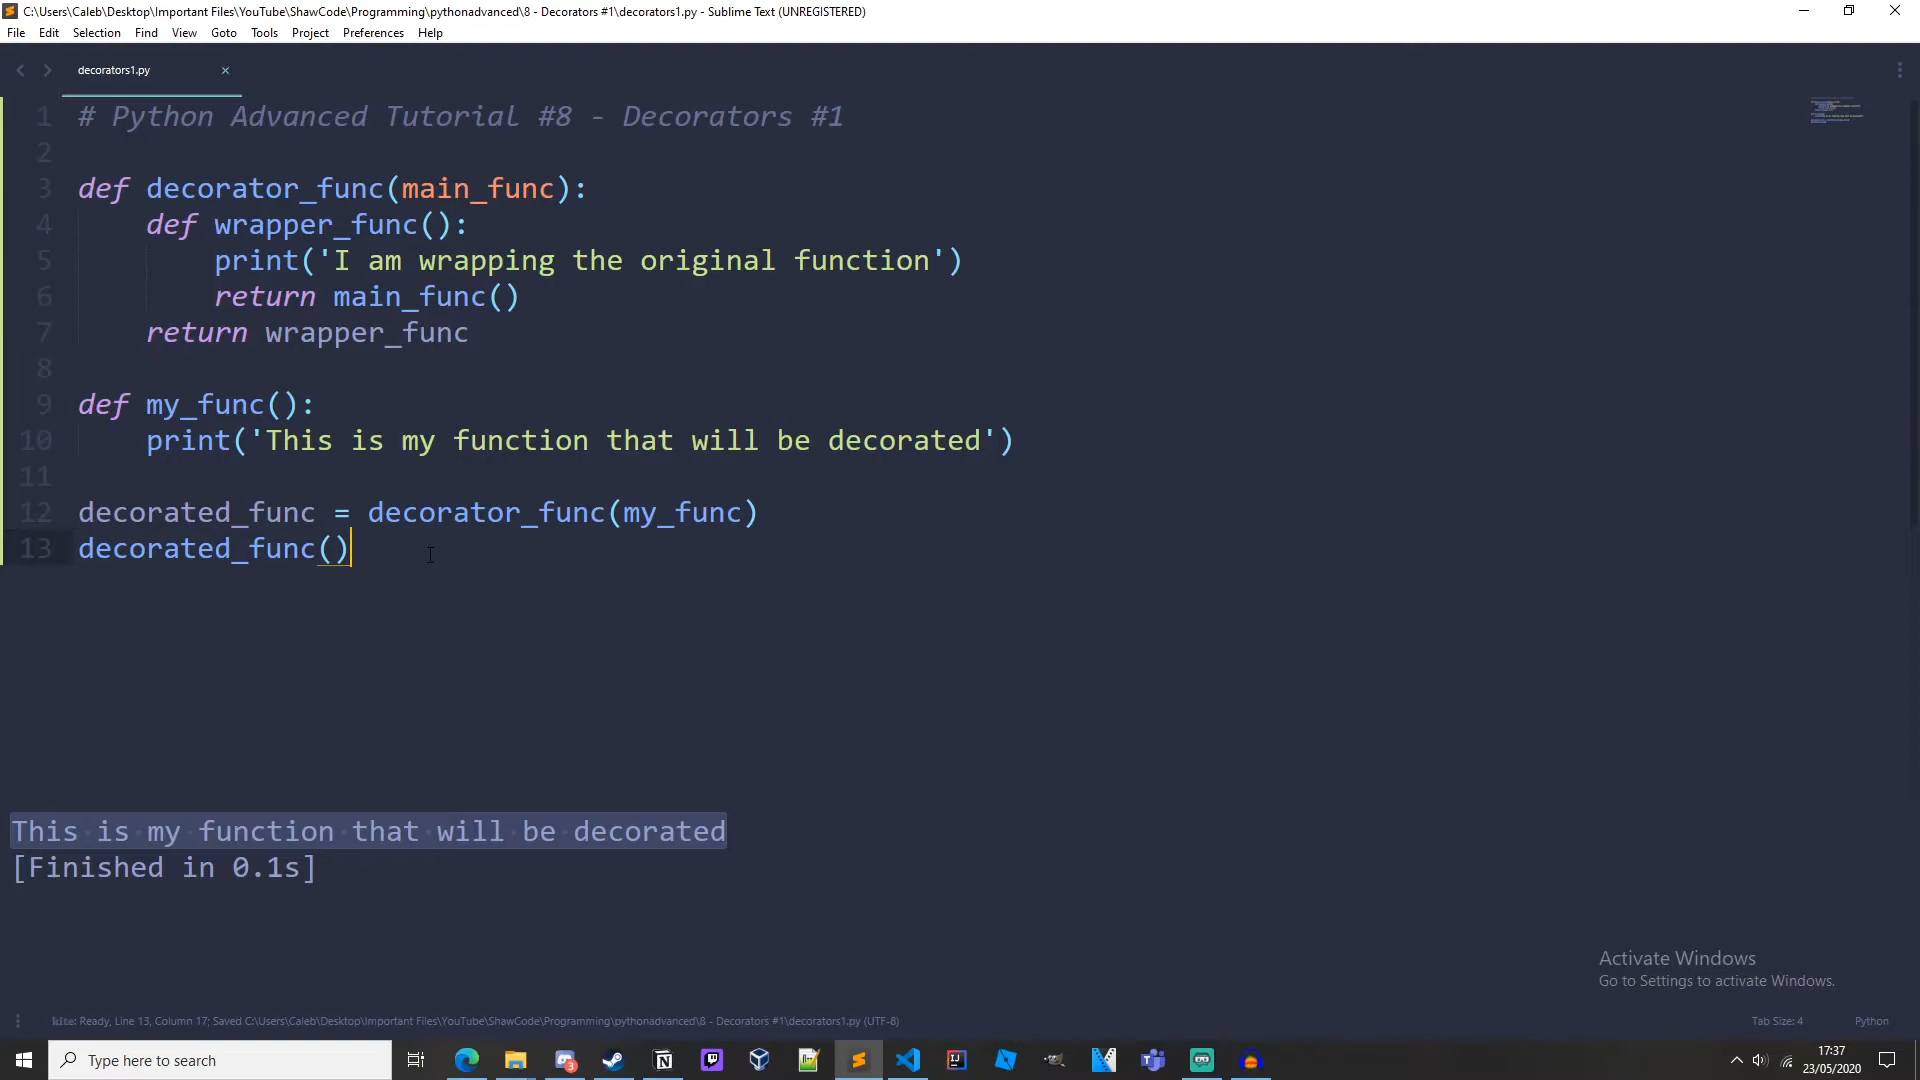 C:\Users\Caleb\Desktop\Important Files\YouTube\ShawCode\Programming\pythonadvanced\8 - Decorators #1\decorators1.py - Sublime Text (UNREGISTERED)
File Edit Selection Find View Goto Tools Project Preferences Help
decorators1.py
1 # Python Advanced Tutorial #8 - Decorators #1
2
3 def decorator_func(main_func):
4 def wrapper_func():
5 print('I am wrapping the original function')
6 return main_func()
7 return wrapper_func
8
9 def my_func():
10 print('This is my function that will be decorated')
11
12 decorated_func = decorator_func(my_func)
13 decorated_func()
This is my function that will be decorated
[Finished in 0.1s]
Activate Windows
Go to Settings to activate Windows.
Ready, Line 13, Column 17; Saved C:\Users\Caleb\Desktop\Important Files\YouTube\ShawCode\Programming\pythonadvanced\8 - Decorators #1\decorators1.py (UTF-8)
Tab Size: 4 Python
Type here to search
3
17:37
23/05/2020